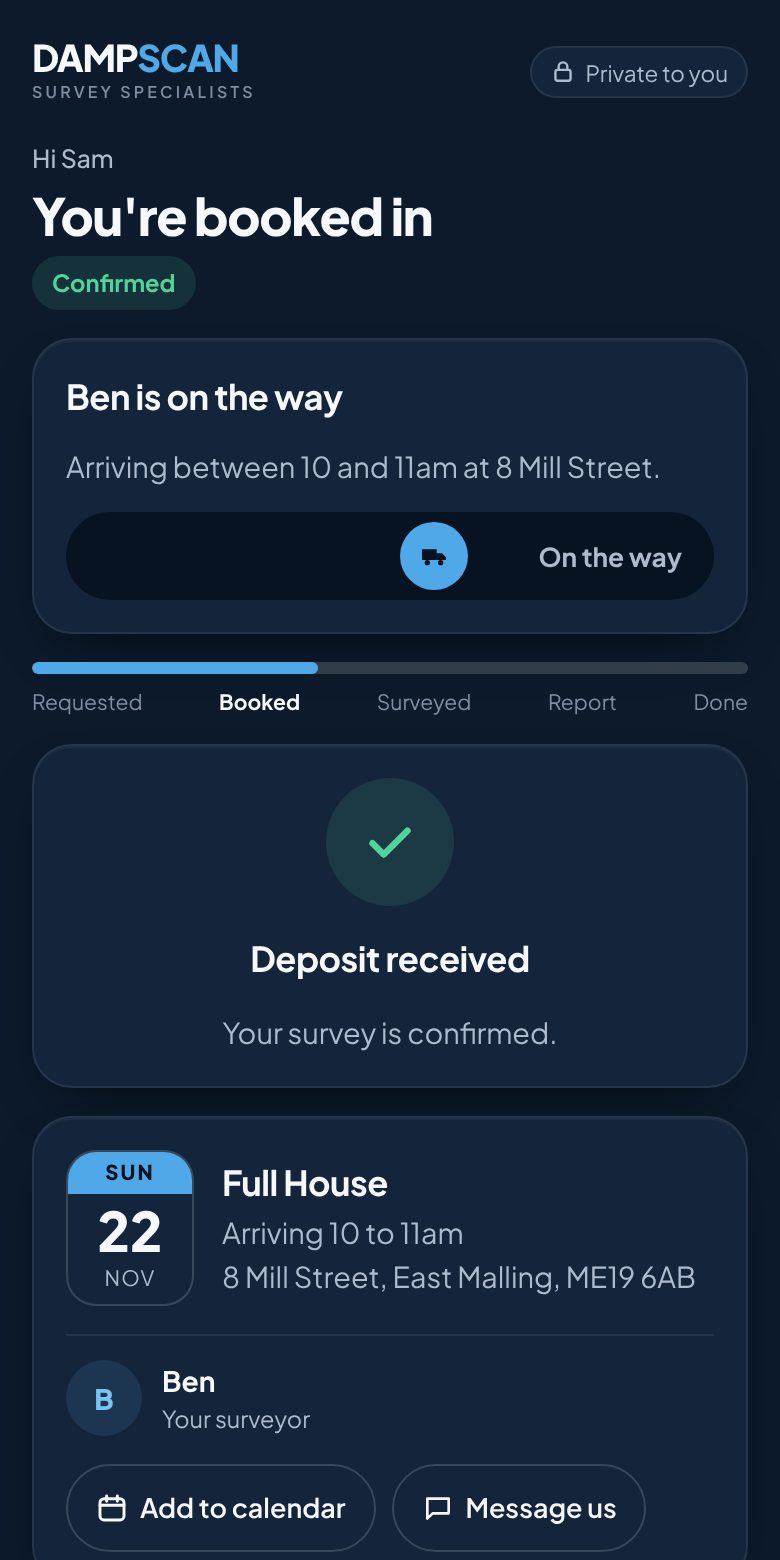 DAMPSCAN
SURVEY SPECIALISTS
Private to you
Hi Sam
You're booked in
Confirmed
Ben is on the way
Arriving between 10 and 11am at 8 Mill Street.
On the way
Requested Booked Surveyed Report Done
Deposit received
Your survey is confirmed.
SUN
22
NOV
Full House
Arriving 10 to 11am
8 Mill Street, East Malling, ME19 6AB
B
Ben
Your surveyor
Add to calendar
Message us